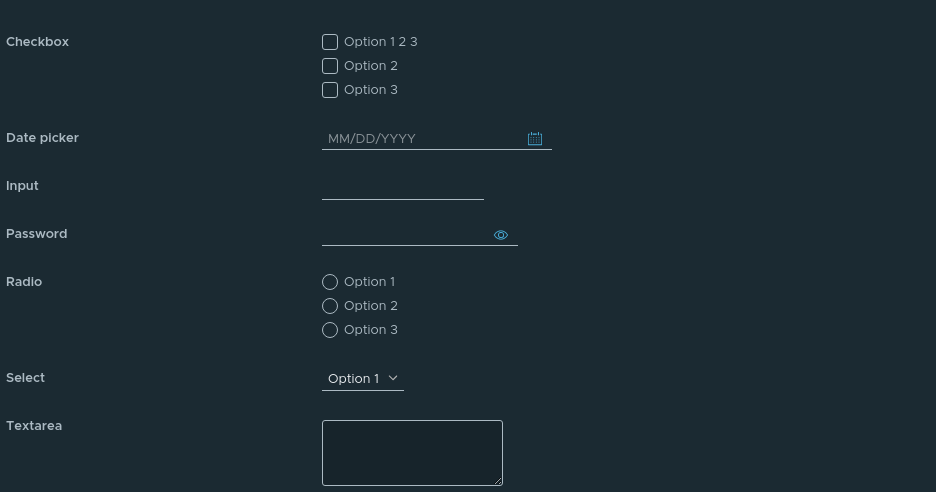 Checkbox
Option 1 2 3
Option 2
Option 3
Date picker
MM/DD/YYYY
Input
Password
Radio
Option 1
Option 2
Option 3
Select
Option 1
Textarea